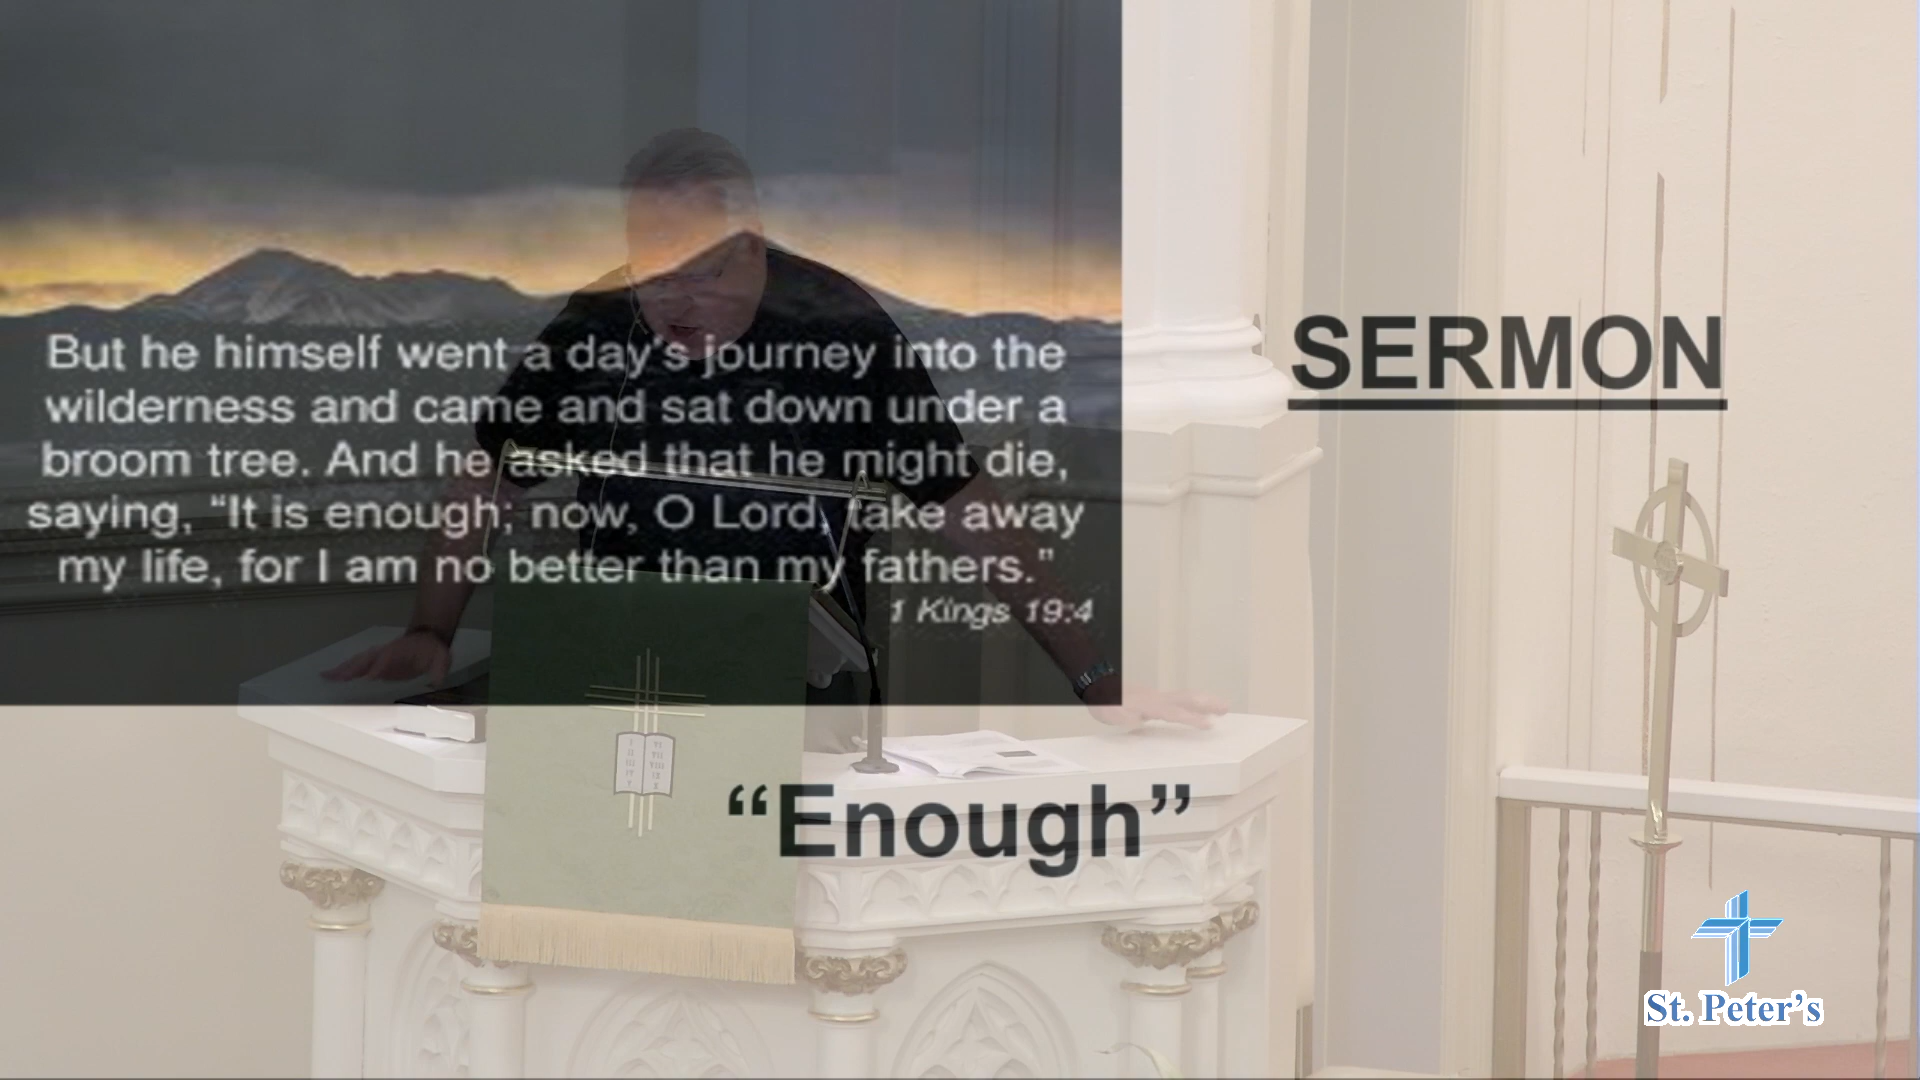 But he himself went a day's journey into the
wilderness and came and sat down under a
broom tree. And he asked that he might die,
saying, “It is enough; now, O Lord, take away
my life, for I am no better than my fathers.”
1 Kings 19:4
SERMON
“Enough”
St. Peter's